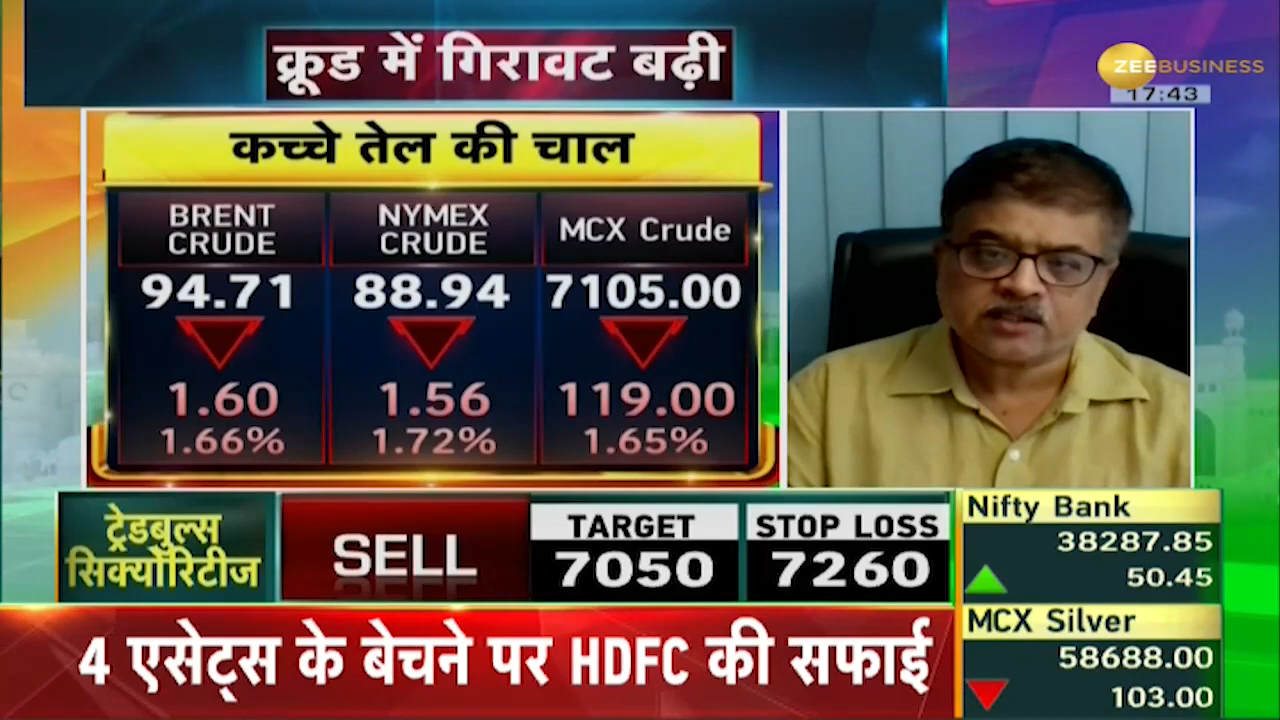 क्रूड में गिरावट बढ़ी
ZEEBUSINESS
17:43
कच्चे तेल की चाल
BRENT CRUDE
NYMEX CRUDE
MCX Crude
94.71
88.94
7105.00
1.60
1.56
119.00
1.66%
1.72%
1.65%
ट्रेडबुल्स
सिक्योरिटीज
SELL
TARGET
7050
STOP LOSS
7260
Nifty Bank
38287.85
50.45
MCX Silver
58688.00
103.00
4 एसेट्स के बेचने पर HDFC की सफाई